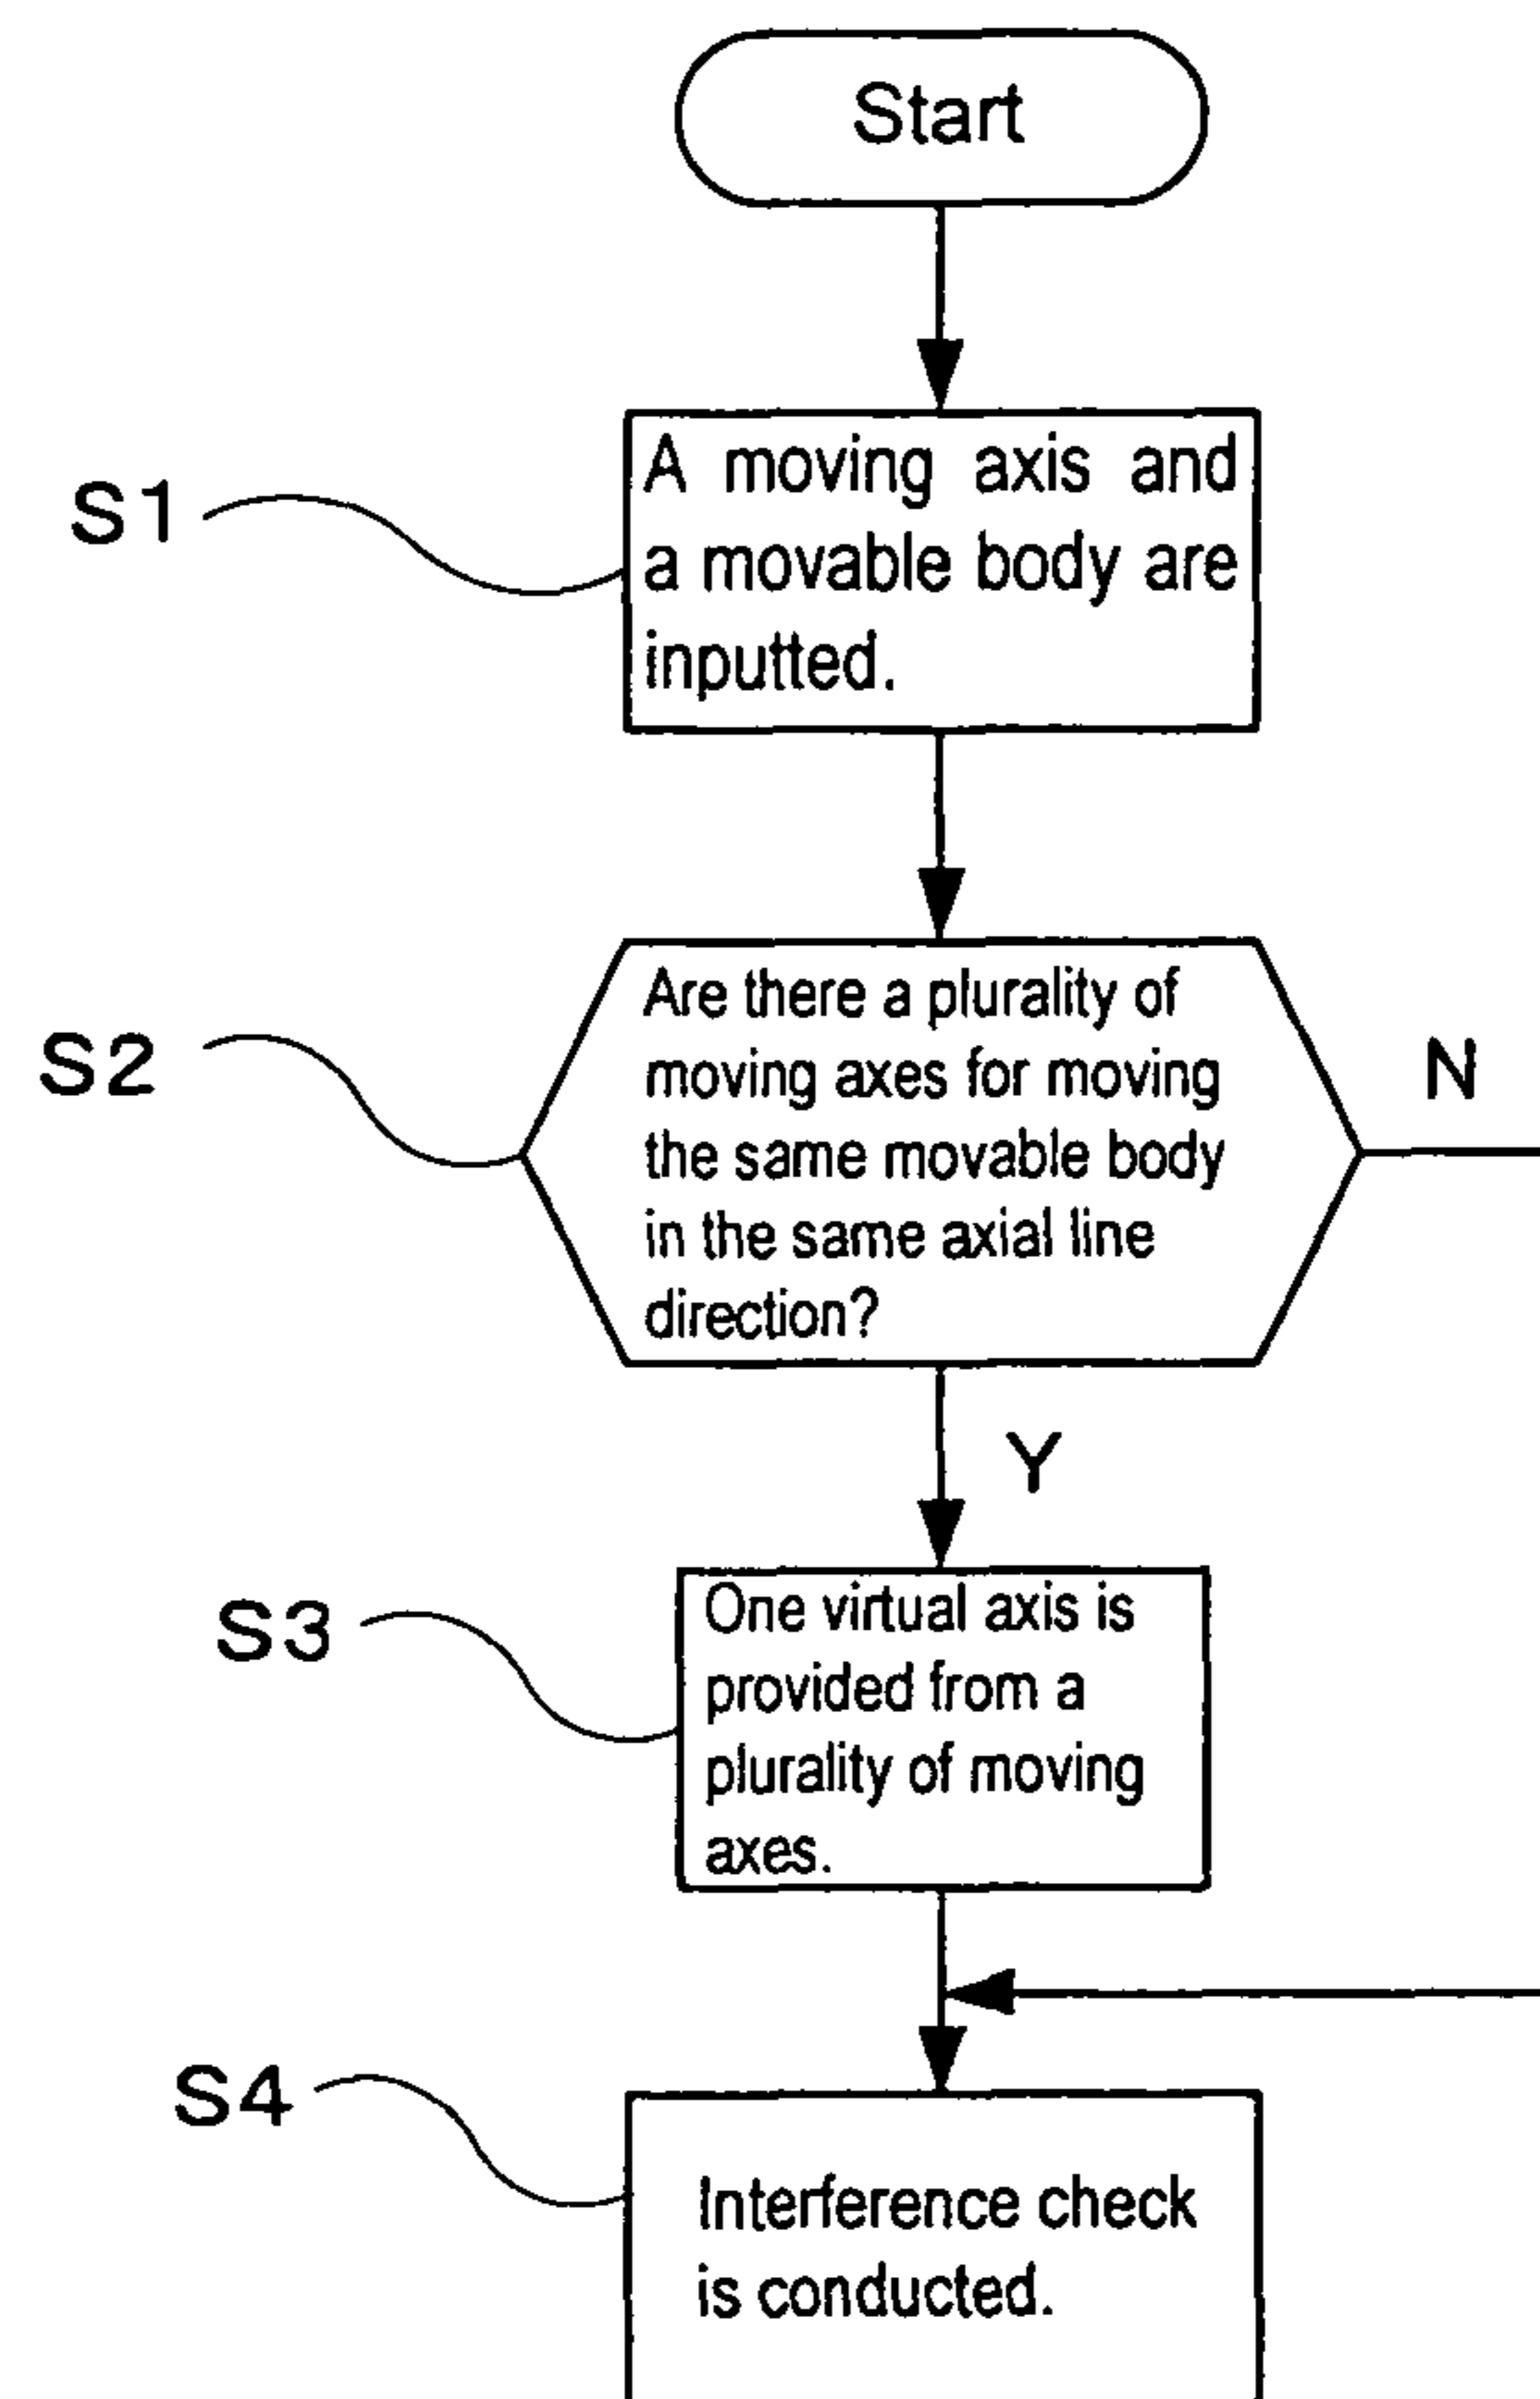 Start
S1
A moving axis and
a movable body are
inputted.
S2
Are there a plurality of
moving axes for moving
the same movable body
in the same axial line
direction?
N
Y
S3
One virtual axis is
provided from a
plurality of moving
axes.
S4
Interference check
is conducted.